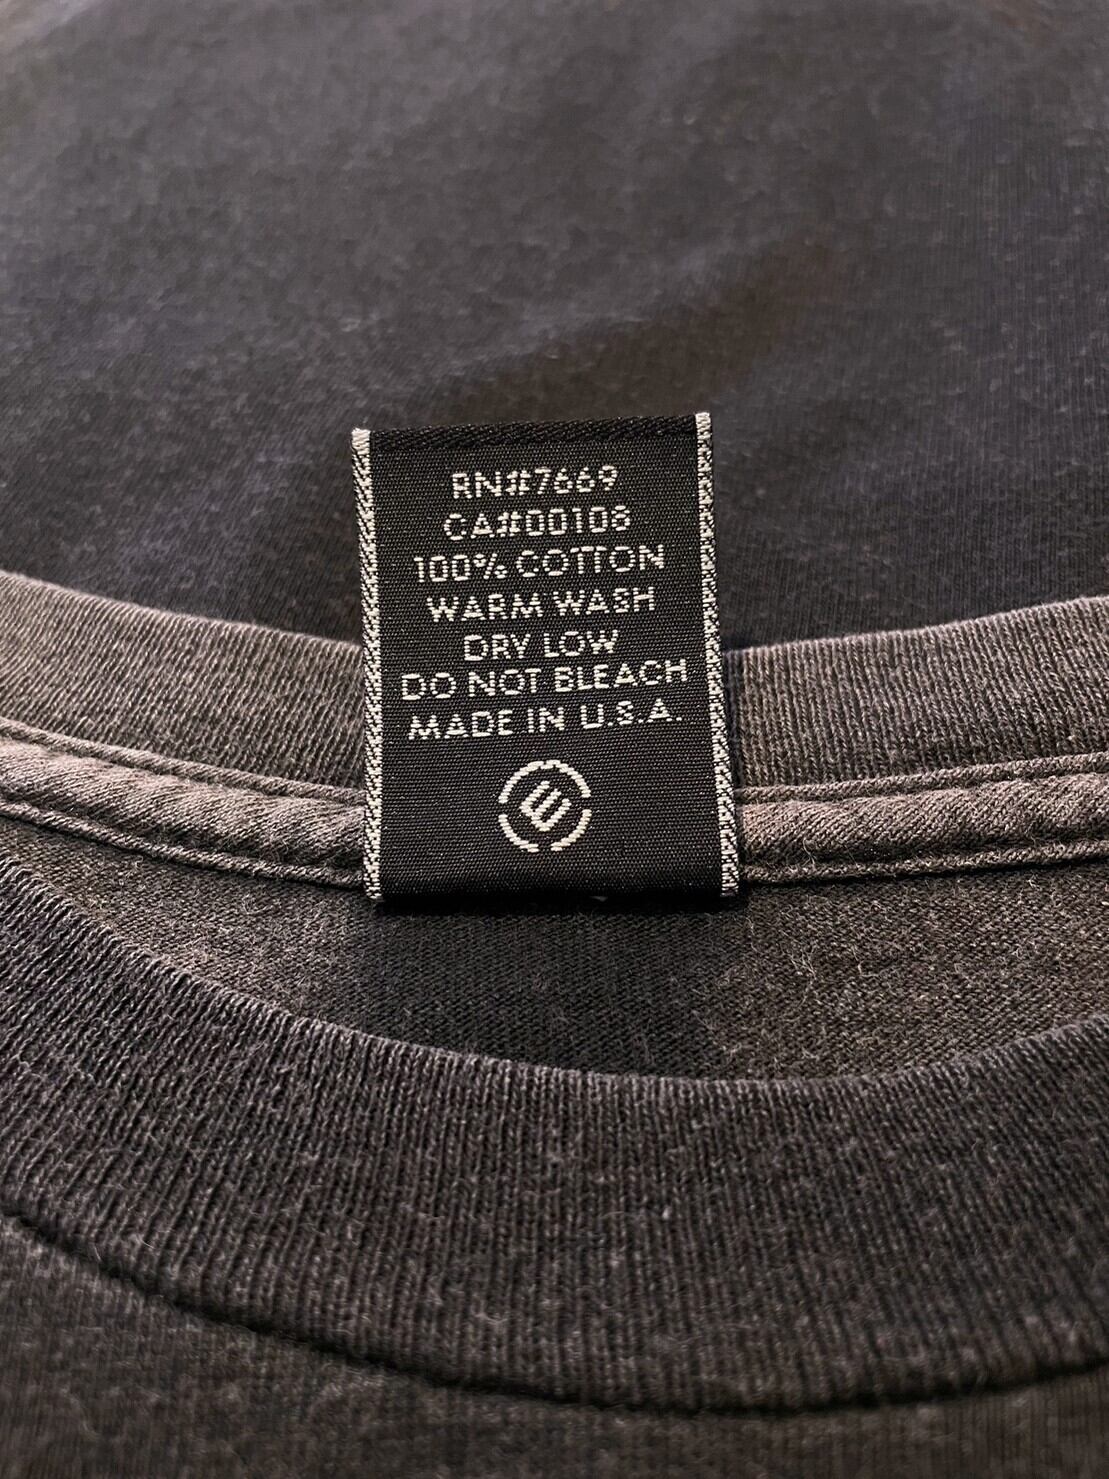 RN#7669
CA#00108
100% COTTON
WARM WASH
DRY LOW
DO NOT BLEACH
MADE IN U.S.A.
E